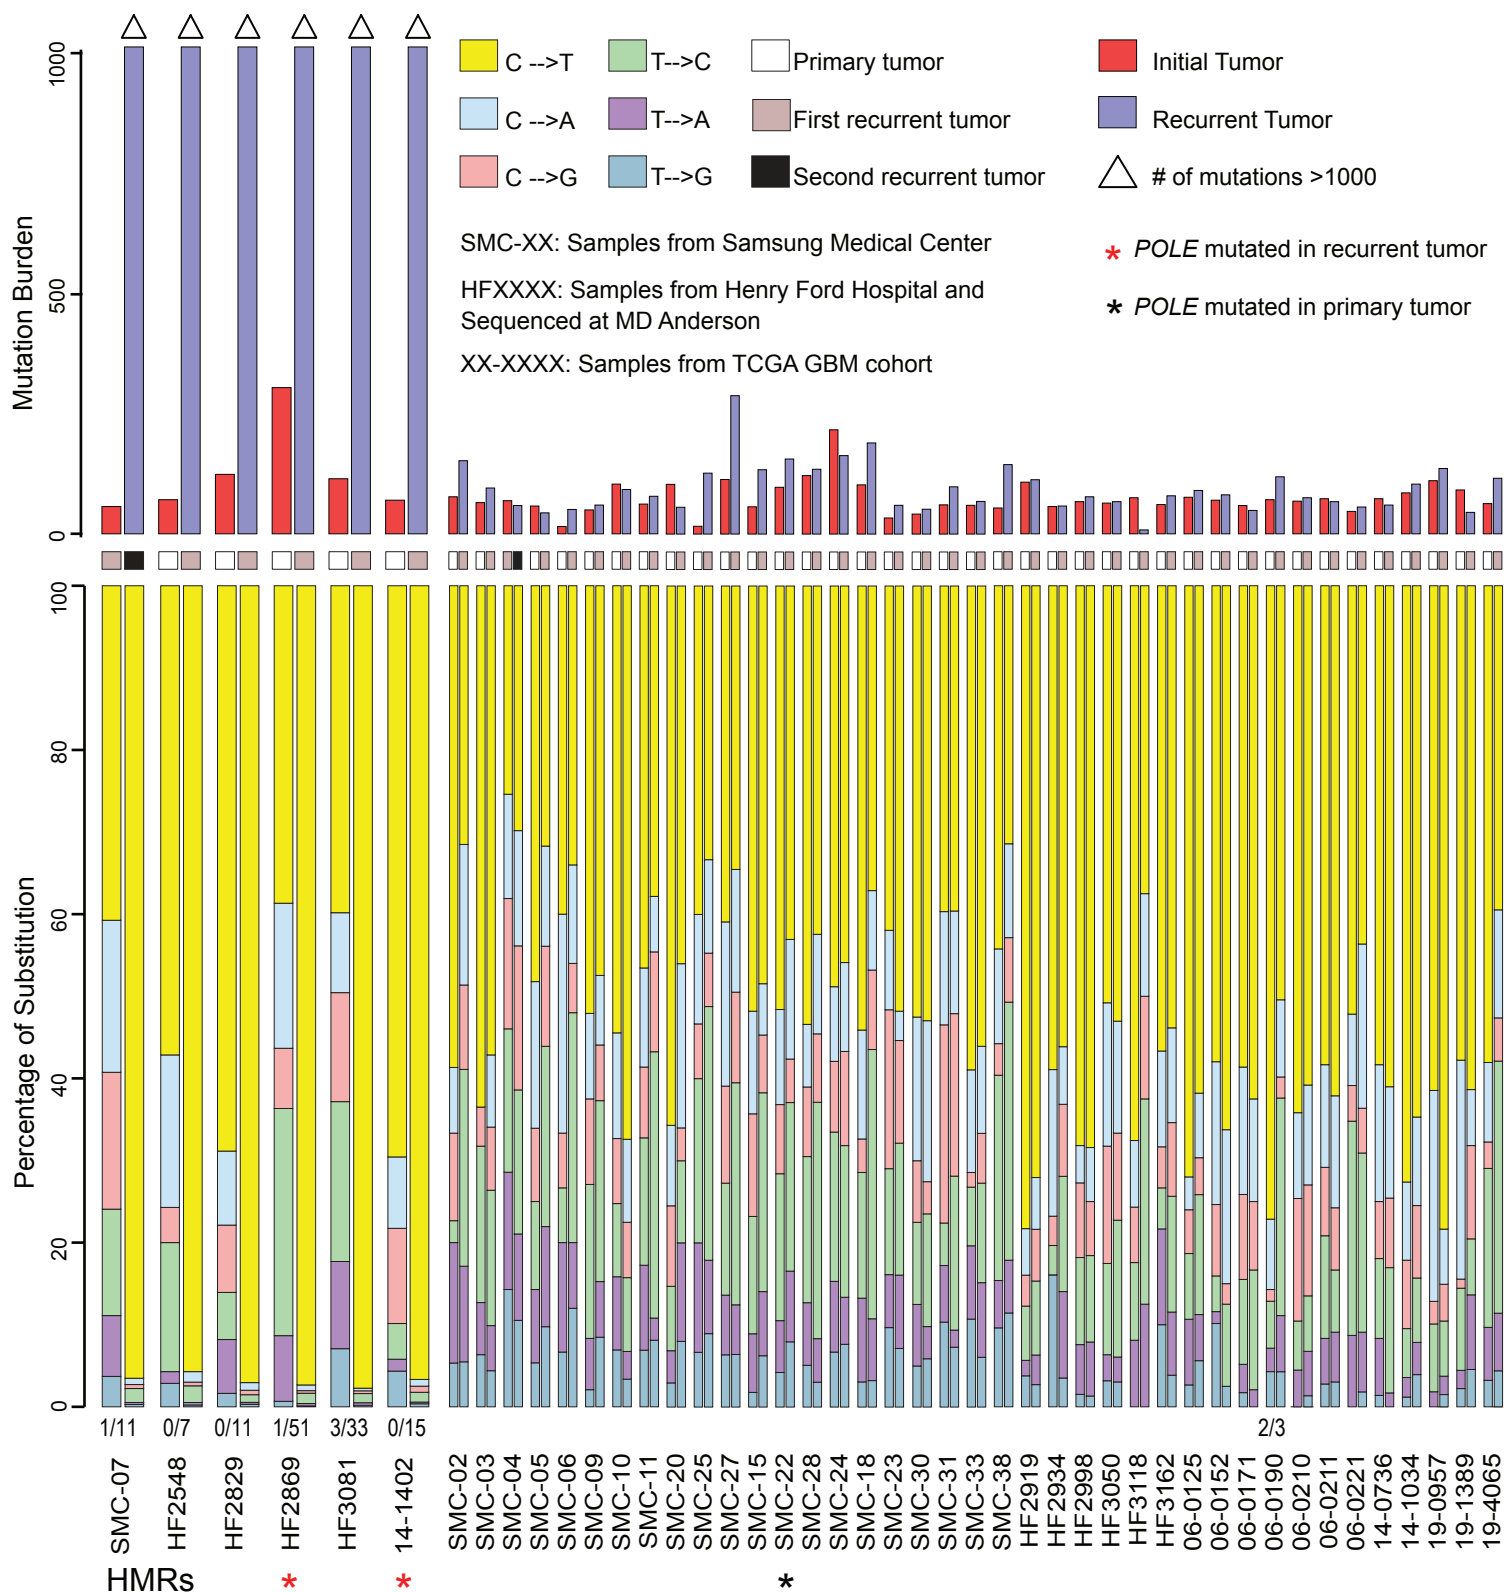 1000
500
0
Mutation Burden
C -->T
T-->C
Primary tumor
Initial Tumor
C -->A
T-->A
First recurrent tumor
Recurrent Tumor
C -->G
T-->G
Second recurrent tumor
# of mutations >1000
SMC-XX: Samples from Samsung Medical Center
* POLE mutated in recurrent tumor
HFXXXX: Samples from Henry Ford Hospital and
Sequenced at MD Anderson
* POLE mutated in primary tumor
XX-XXXX: Samples from TCGA GBM cohort
100
80
60
40
20
0
Percentage of Substitution
1/11 0/7 0/11 1/51 3/33 0/15 2/3
SMC-07
HF2548
HF2829
HF2869
HF3081
14-1402
SMC-02
SMC-03
SMC-04
SMC-05
SMC-06
SMC-09
SMC-10
SMC-11
SMC-20
SMC-25
SMC-27
SMC-15
SMC-22
SMC-28
SMC-24
SMC-18
SMC-23
SMC-30
SMC-31
SMC-33
SMC-38
HF2919
HF2934
HF2998
HF3050
HF3118
HF3162
06-0125
06-0152
06-0171
06-0190
06-0210
06-0211
06-0221
14-0736
14-1034
19-0957
19-1389
19-4065
HMRs * * *